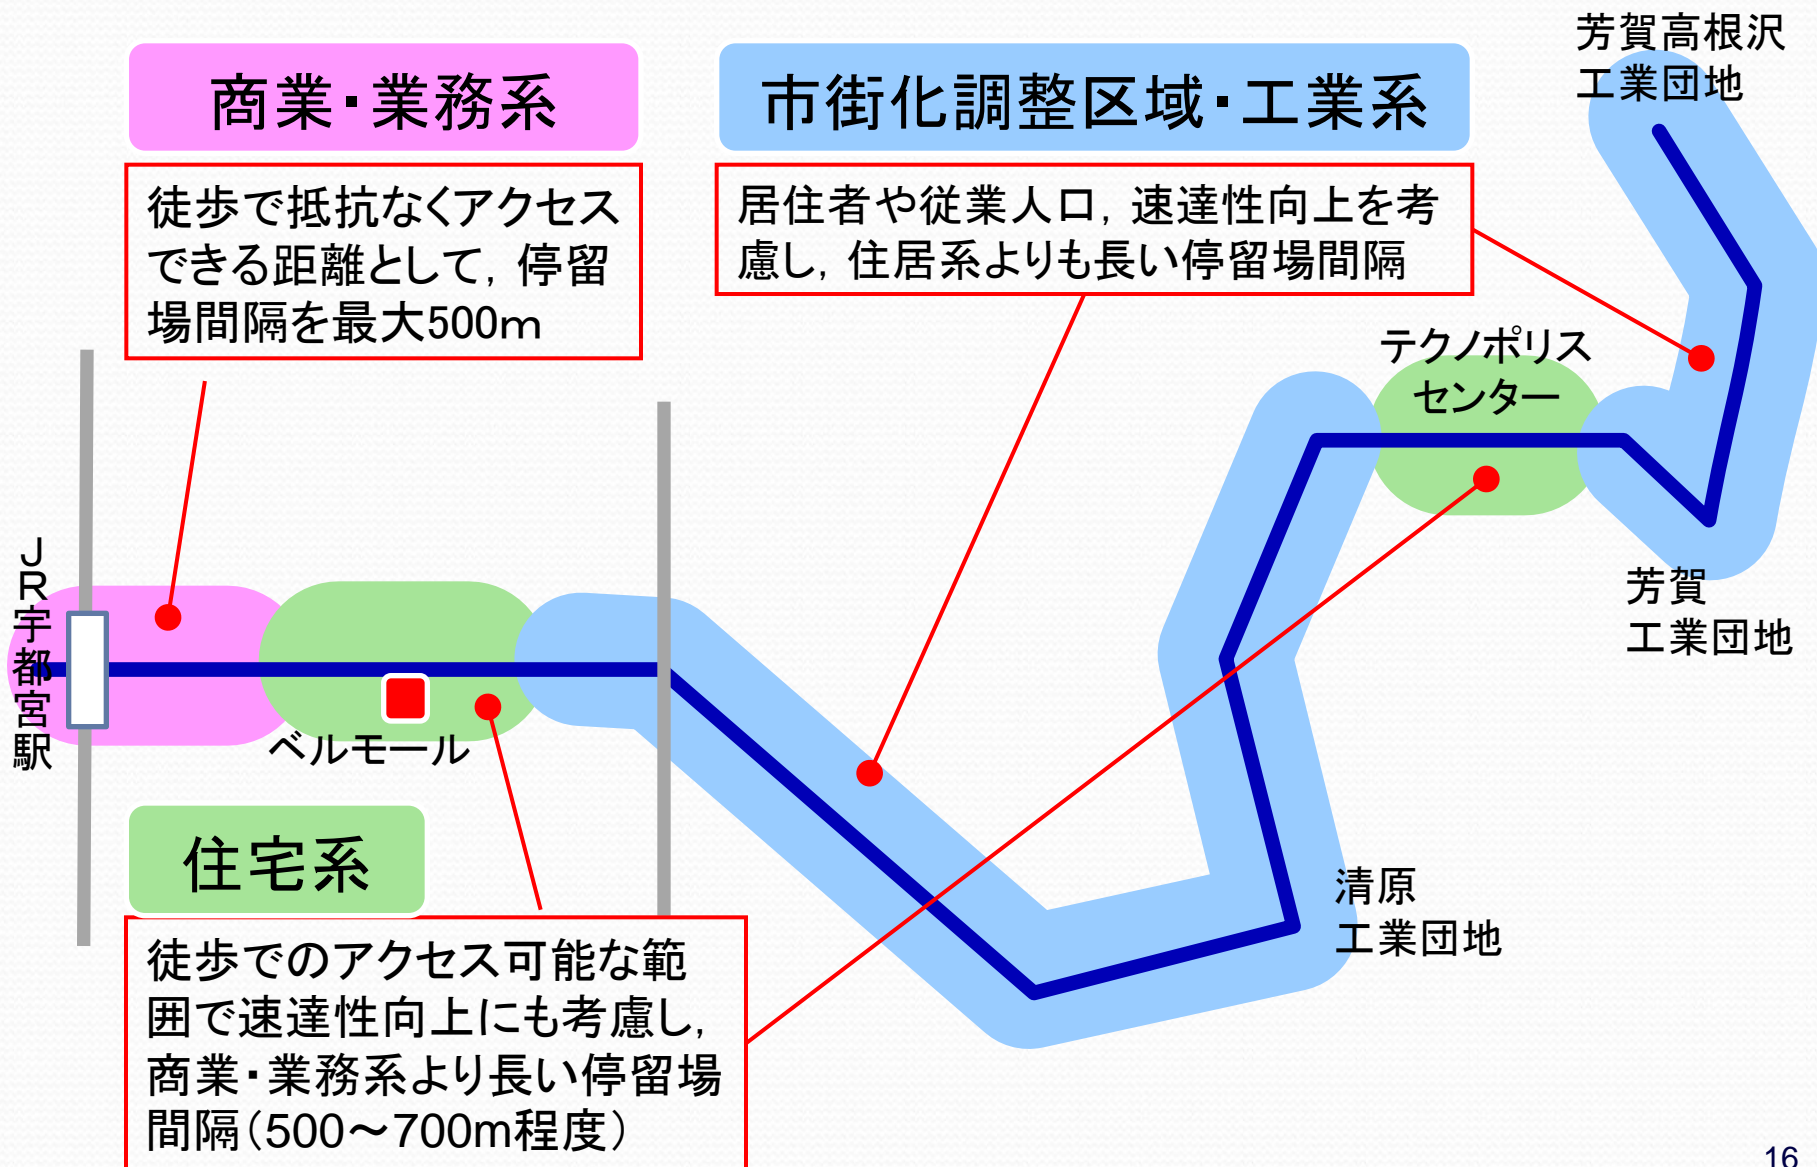 商業・業務系
徒歩で抵抗なくアクセス
できる距離として，停留
場間隔を最大500ｍ
市街化調整区域・工業系
居住者や従業人口，速達性向上を考
慮し，住居系よりも長い停留場間隔
芳賀高根沢
工業団地
テクノポリス
センター
芳賀
工業団地
ＪＲ宇都宮駅
ベルモール
住宅系
徒歩でのアクセス可能な範
囲で速達性向上にも考慮し，
商業・業務系より長い停留場
間隔（500～700m程度）
清原
工業団地
16